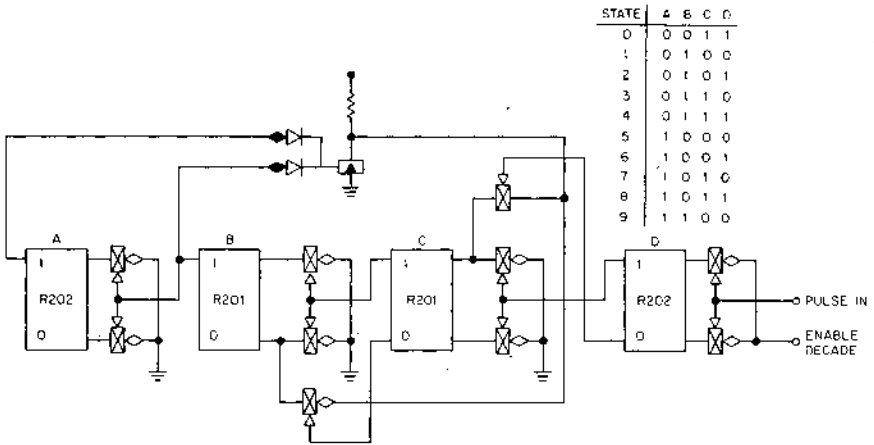 STATE A B C D
0 0 0 1 1
1 0 1 0 0
2 0 1 0 1
3 0 1 1 0
4 0 1 1 1
5 1 0 0 0
6 1 0 0 1
7 1 0 1 0
8 1 0 1 1
9 1 1 0 0
A B C D
1 1 1 1
R202 R201 R201 R202
0 0 0 0
PULSE IN
ENABLE
DECADE